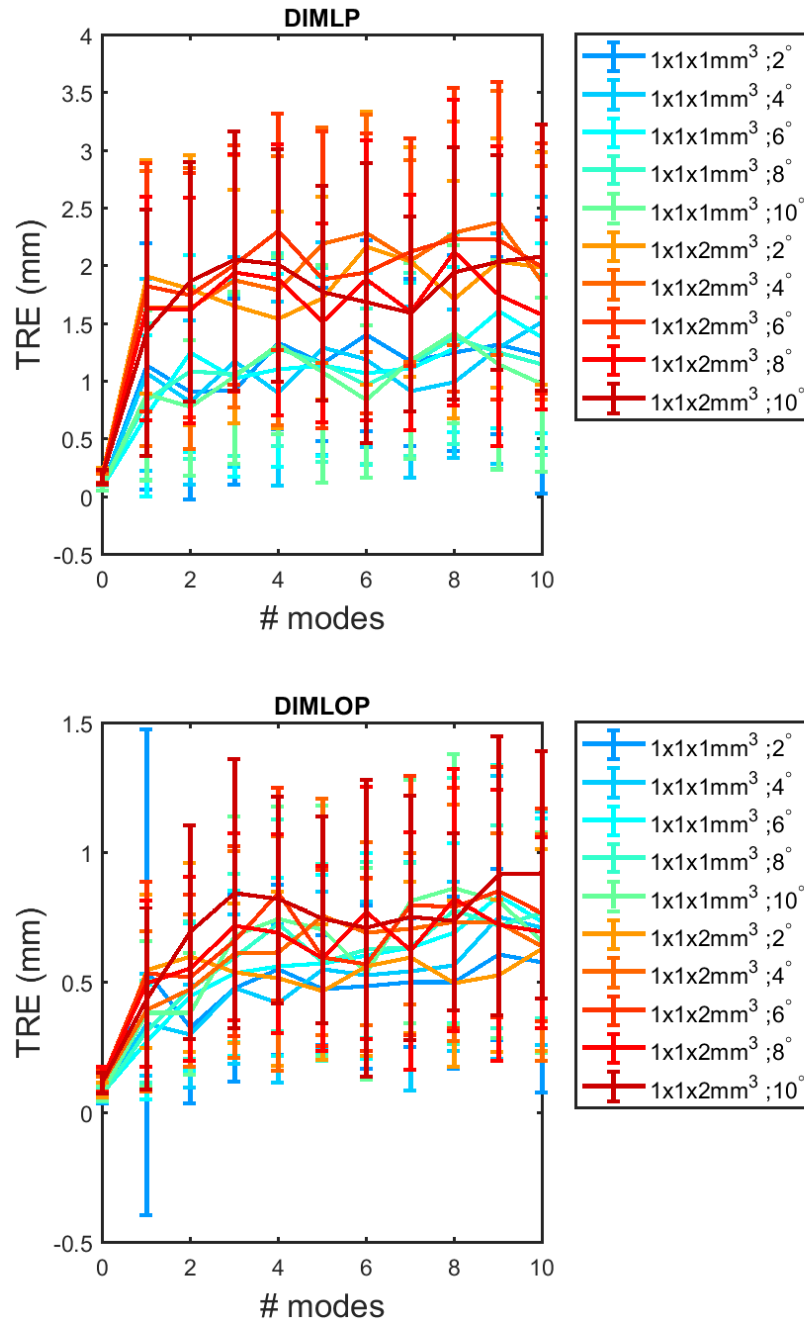 DIMLP
4
3.5
3
2.5
2
1.5
1
0.5
0
-0.5
TRE (mm)
0 2 4 6 8 10
# modes
1x1x1mm³ ;2°
1x1x1mm³ ;4°
1x1x1mm³ ;6°
1x1x1mm³ ;8°
1x1x1mm³ ;10°
1x1x2mm³ ;2°
1x1x2mm³ ;4°
1x1x2mm³ ;6°
1x1x2mm³ ;8°
1x1x2mm³ ;10°
DIMLOP
1.5
1
0.5
0
-0.5
TRE (mm)
0 2 4 6 8 10
# modes
1x1x1mm³ ;2°
1x1x1mm³ ;4°
1x1x1mm³ ;6°
1x1x1mm³ ;8°
1x1x1mm³ ;10°
1x1x2mm³ ;2°
1x1x2mm³ ;4°
1x1x2mm³ ;6°
1x1x2mm³ ;8°
1x1x2mm³ ;10°